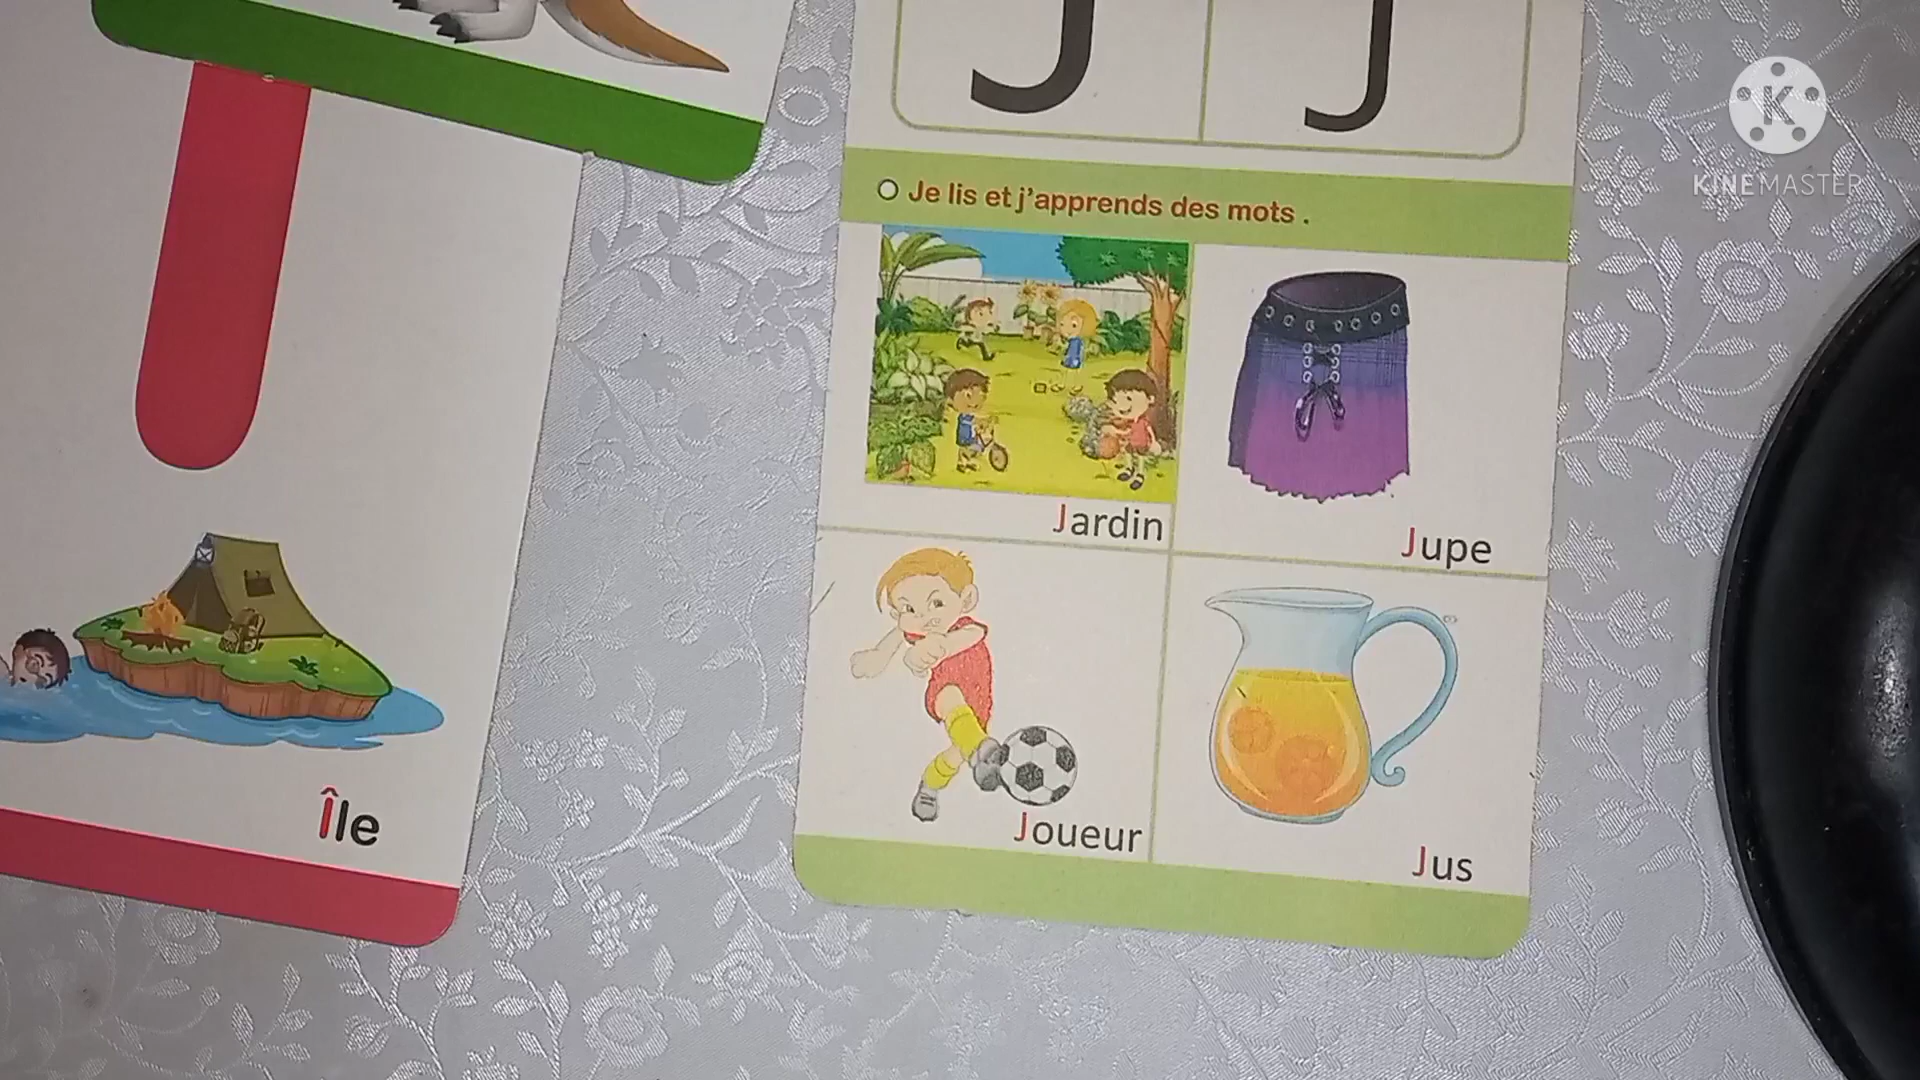 J J
Je lis et j'apprends des mots .
Jardin
Jupe
Joueur
Jus
Île
K
KINEMASTER